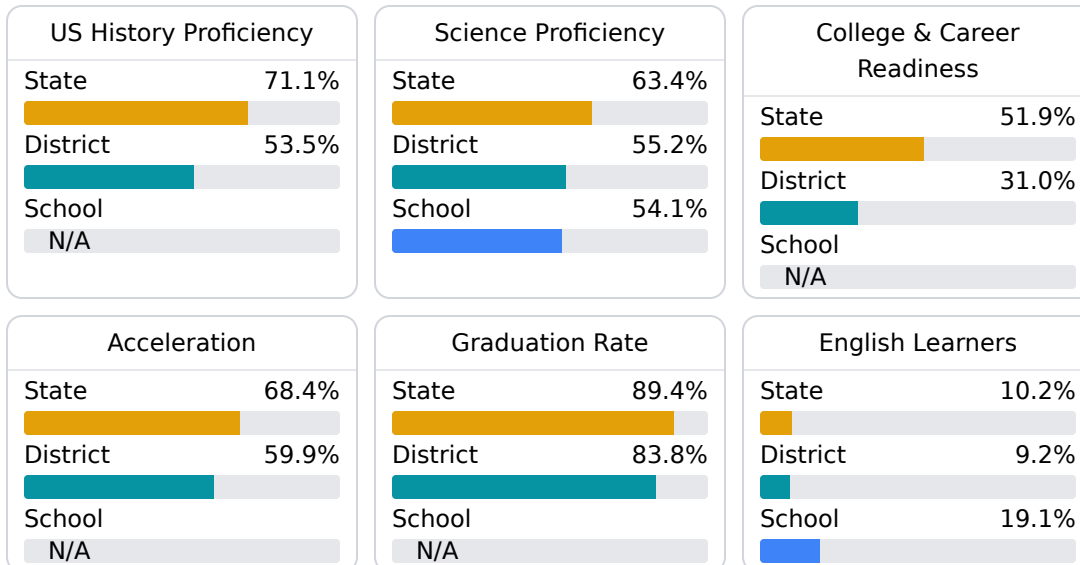 US History Proficiency
State 71.1%
District 53.5%
School
N/A
Science Proficiency
State 63.4%
District 55.2%
School 54.1%
College & Career
Readiness
State 51.9%
District 31.0%
School
N/A
Acceleration
State 68.4%
District 59.9%
School
N/A
Graduation Rate
State 89.4%
District 83.8%
School
N/A
English Learners
State 10.2%
District 9.2%
School 19.1%